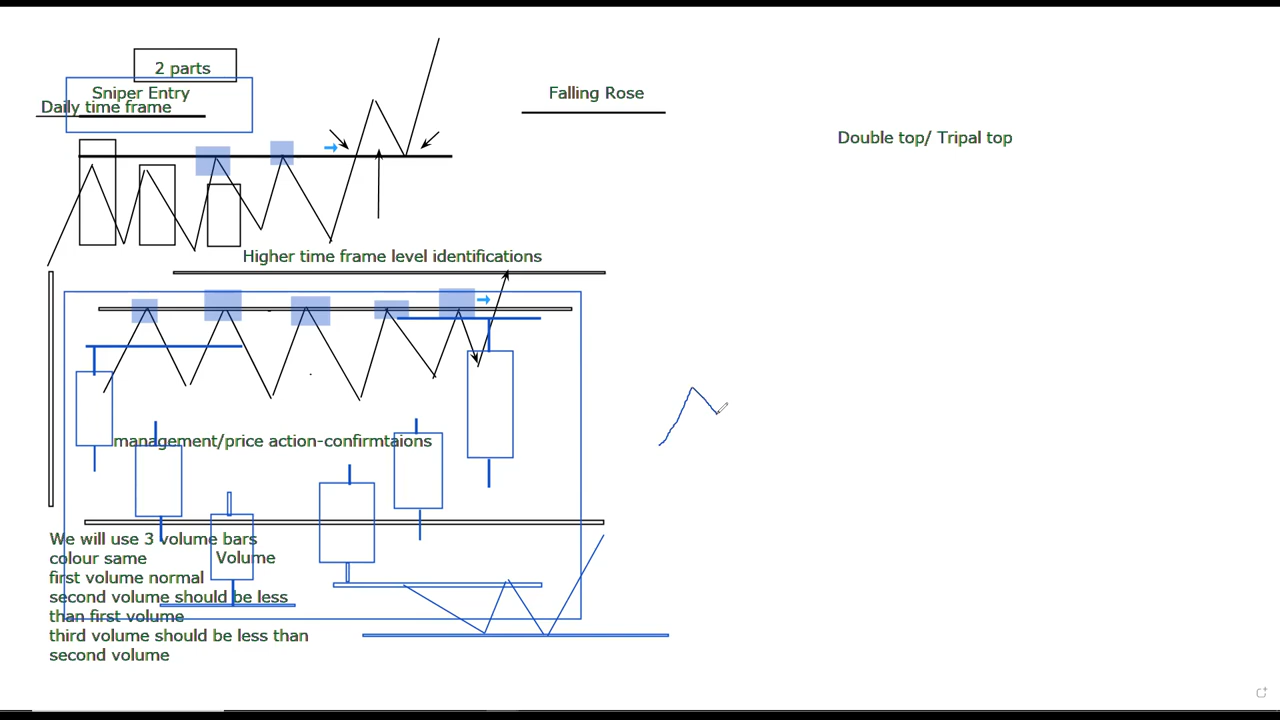 2 parts
Sniper Entry
Daily time frame
Falling Rose
Double top/ Tripal top
Higher time frame level identifications
management/price action-confirmtaions
We will use 3 volume bars
colour same
Volume
first volume normal
second volume should be less
than first volume
third volume should be less than
second volume